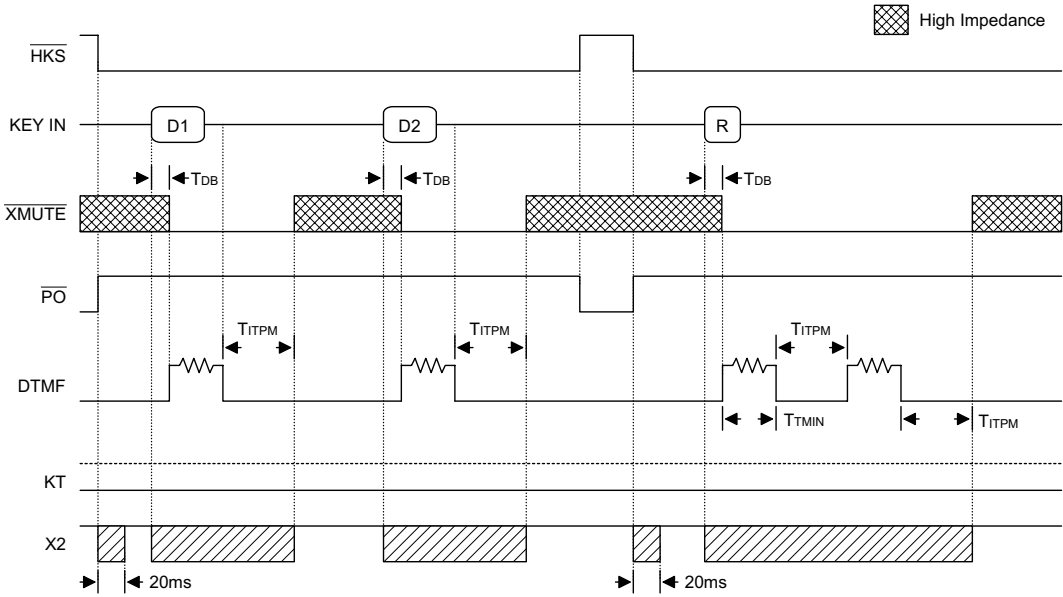 High Impedance
HKS
KEY IN D1 D2 R
TDB TDB TDB
XMUTE
PO
TITPM TITPM TITPM
DTMF
TTMIN TITPM
KT
X2
20ms 20ms